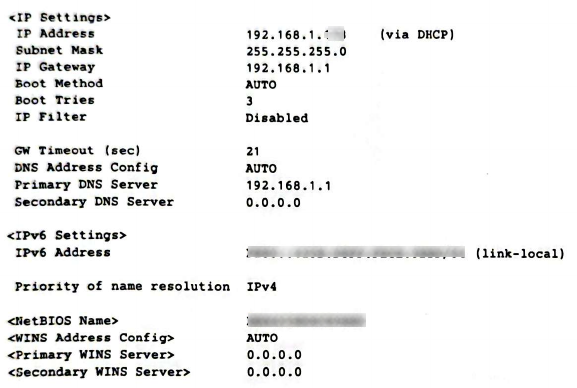 <IP Settings>
IP Address 192.168.1. (via DHCP)
Subnet Mask 255.255.255.0
IP Gateway 192.168.1.1
Boot Method AUTO
Boot Tries 3
IP Filter Disabled
GW Timeout (sec) 21
DNS Address Config AUTO
Primary DNS Server 192.168.1.1
Secondary DNS Server 0.0.0.0
<IPv6 Settings>
IPv6 Address (link-local)
Priority of name resolution IPv4
<NetBIOS Name>
<WINS Address Config> AUTO
<Primary WINS Server> 0.0.0.0
<Secondary WINS Server> 0.0.0.0